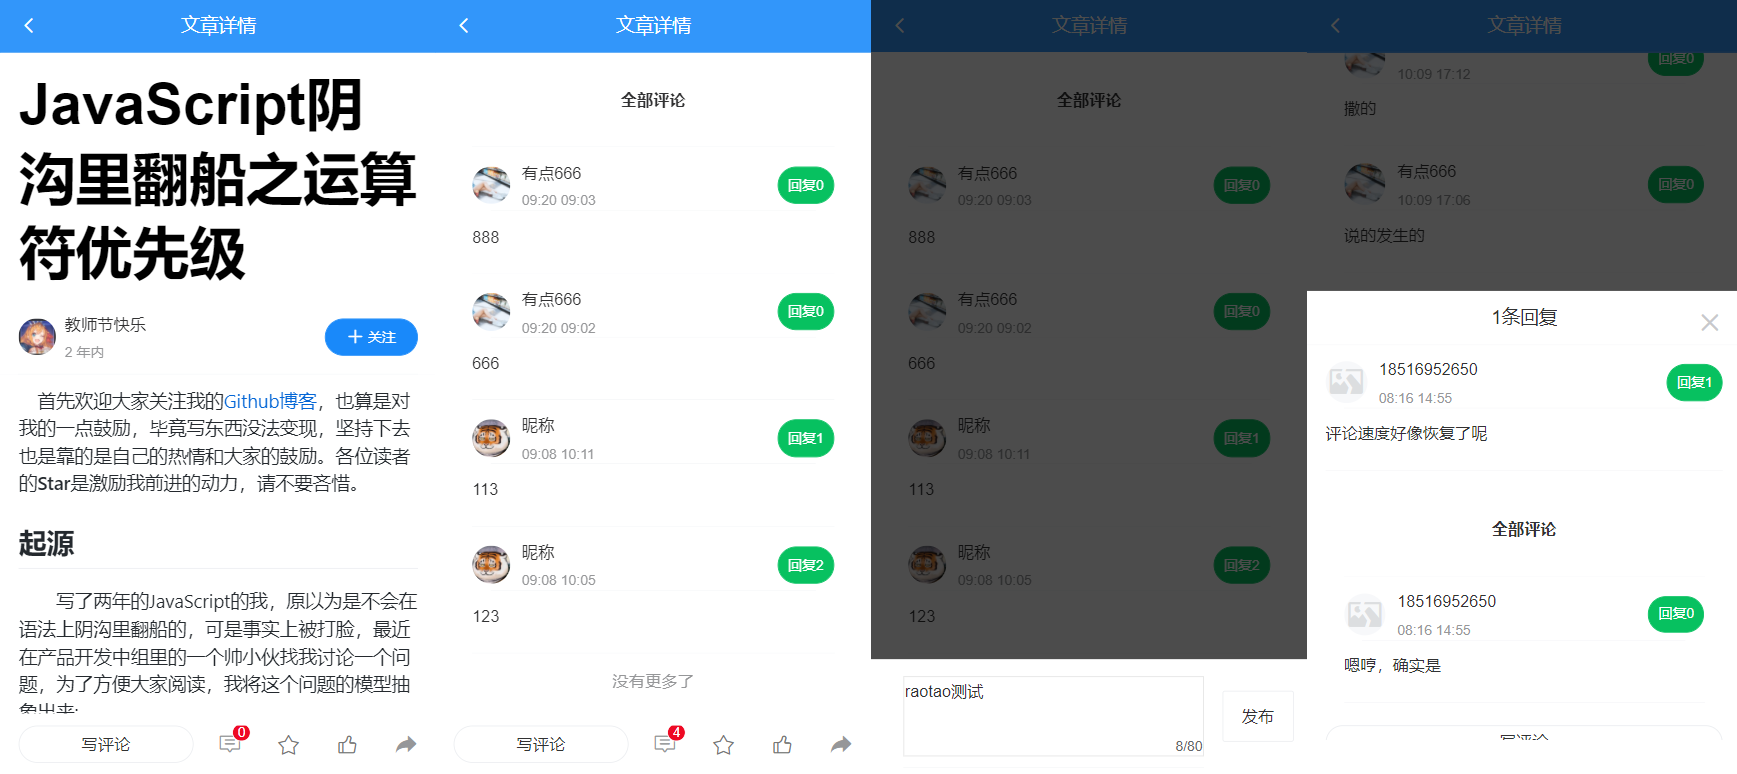 文章详情
JavaScript阴
沟里翻船之运算
符优先级
教师节快乐
2 年内
关注
首先欢迎大家关注我的Github博客，也算是对
我的一点鼓励，毕竟写东西没法变现，坚持下去
也是靠的是自己的热情和大家的鼓励。各位读者
的Star是激励我前进的动力，请不要吝惜。
起源
写了两年的JavaScript的我，原以为是不会在
语法上阴沟里翻船的，可是事实上被打脸，最近
在产品开发中组里的一个帅小伙找我讨论一个问
题，为了方便大家阅读，我将这个问题的模型抽
象出来:
写评论
0
文章详情
全部评论
有点666
09:20 09:03
回复0
888
有点666
09:20 09:02
回复0
666
昵称
09:08 10:11
回复1
113
昵称
09:08 10:05
回复2
123
没有更多了
写评论
4
文章详情
全部评论
有点666
09:20 09:03
回复0
888
有点666
09:20 09:02
回复0
666
昵称
09:08 10:11
回复1
113
昵称
09:08 10:05
回复2
123
raotao测试
8/80
发布
文章详情
10:09 17:12
回复0
撒的
有点666
10:09 17:06
回复0
说的发生的
1条回复
18516952650
08:16 14:55
回复1
评论速度好像恢复了呢
全部评论
18516952650
08:16 14:55
回复0
嗯哼，确实是
写评论